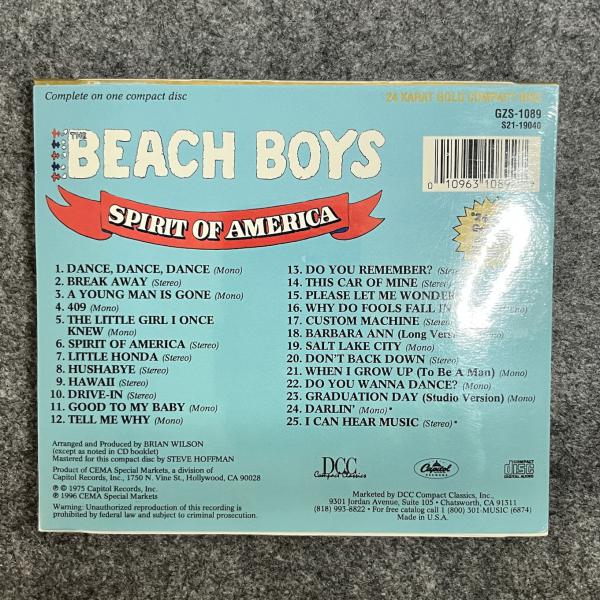 Complete on one compact disc
24 KARAT GOLD COMPACT DISC
GZS-1089
S21-19040
THE
BEACH BOYS
0 10963 1089
SPIRIT OF AMERICA
1. DANCE, DANCE, DANCE (Mono)
2. BREAK AWAY (Stereo)
3. A YOUNG MAN IS GONE (Mono)
4. 409 (Mono)
5. THE LITTLE GIRL I ONCE
KNEW (Mono)
6. SPIRIT OF AMERICA (Stereo)
7. LITTLE HONDA (Stereo)
8. HUSHABYE (Stereo)
9. HAWAII (Stereo)
10. DRIVE-IN (Stereo)
11. GOOD TO MY BABY (Mono)
12. TELL ME WHY (Mono)
13. DO YOU REMEMBER?
14. THIS CAR OF MINE (Stereo)
15. PLEASE LET ME WONDER
16. WHY DO FOOLS FALL IN
17. CUSTOM MACHINE (Stereo)
18. BARBARA ANN (Long Version)
19. SALT LAKE CITY (Mono)
20. DON'T BACK DOWN (Stereo)
21. WHEN I GROW UP (To Be A Man) (Mono)
22. DO YOU WANNA DANCE? (Mono)
23. GRADUATION DAY (Studio Version) (Mono)
24. DARLIN' (Mono)*
25. I CAN HEAR MUSIC (Stereo)*
Arranged and Produced by BRIAN WILSON
(except as noted in CD booklet)
Mastered for this compact disc by STEVE HOFFMAN
Product of CEMA Special Markets, a division of
Capitol Records, Inc., 1750 N. Vine St., Hollywood, CA 90028
℗ © 1975 Capitol Records, Inc.
℗ 1996 CEMA Special Markets
Warning: Unauthorized reproduction of this recording is
prohibited by federal law and subject to criminal prosecution.
DCC
Compact Classics
Capitol
RECORDS
COMPACT
disc
DIGITAL AUDIO
Marketed by DCC Compact Classics, Inc.,
9301 Jordan Avenue, Suite 105 • Chatsworth, CA 91311
(818) 993-8822 • For free catalog call 1 (800) 301-MUSIC (6874)
Made in U.S.A.